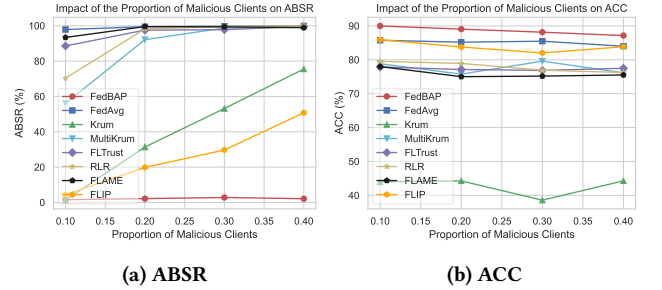 Impact of the Proportion of Malicious Clients on ABSR
100
80
60
40
20
0
ABSR (%)
FedBAP
FedAvg
Krum
MultiKrum
FLTrust
RLR
FLAME
FLIP
0.10 0.15 0.20 0.25 0.30 0.35 0.40
Proportion of Malicious Clients
(a) ABSR
Impact of the Proportion of Malicious Clients on ACC
90
80
70
60
50
40
ACC (%)
FedBAP
FedAvg
Krum
MultiKrum
FLTrust
RLR
FLAME
FLIP
0.10 0.15 0.20 0.25 0.30 0.35 0.40
Proportion of Malicious Clients
(b) ACC